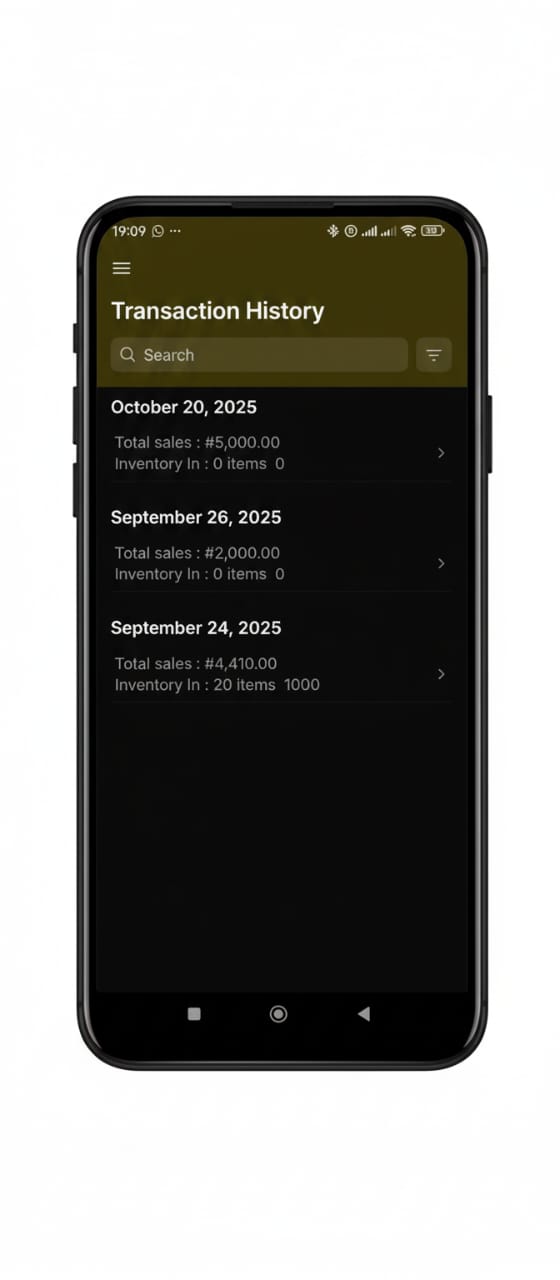 19:09
Transaction History
Search
October 20, 2025
Total sales : #5,000.00
Inventory In : 0 items 0
September 26, 2025
Total sales : #2,000.00
Inventory In : 0 items 0
September 24, 2025
Total sales : #4,410.00
Inventory In : 20 items 1000